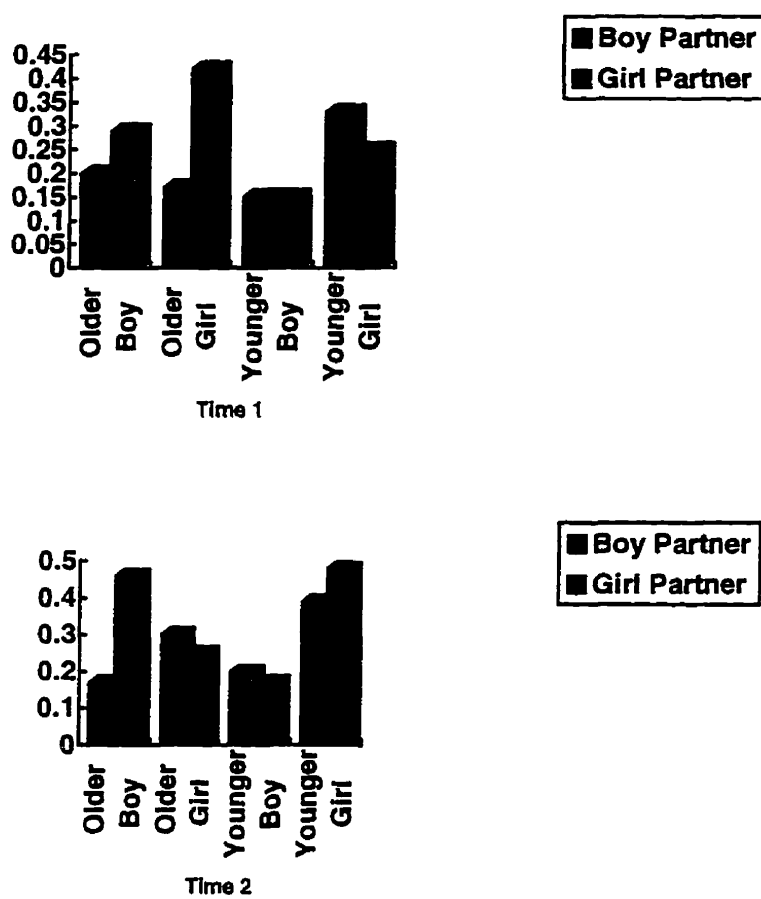 Boy Partner
Girl Partner
0.45
0.4
0.35
0.3
0.25
0.2
0.15
0.1
0.05
0
Older Boy
Older Girl
Younger Boy
Younger Girl
Time 1
Boy Partner
Girl Partner
0.5
0.4
0.3
0.2
0.1
0
Older Boy
Older Girl
Younger Boy
Younger Girl
Time 2